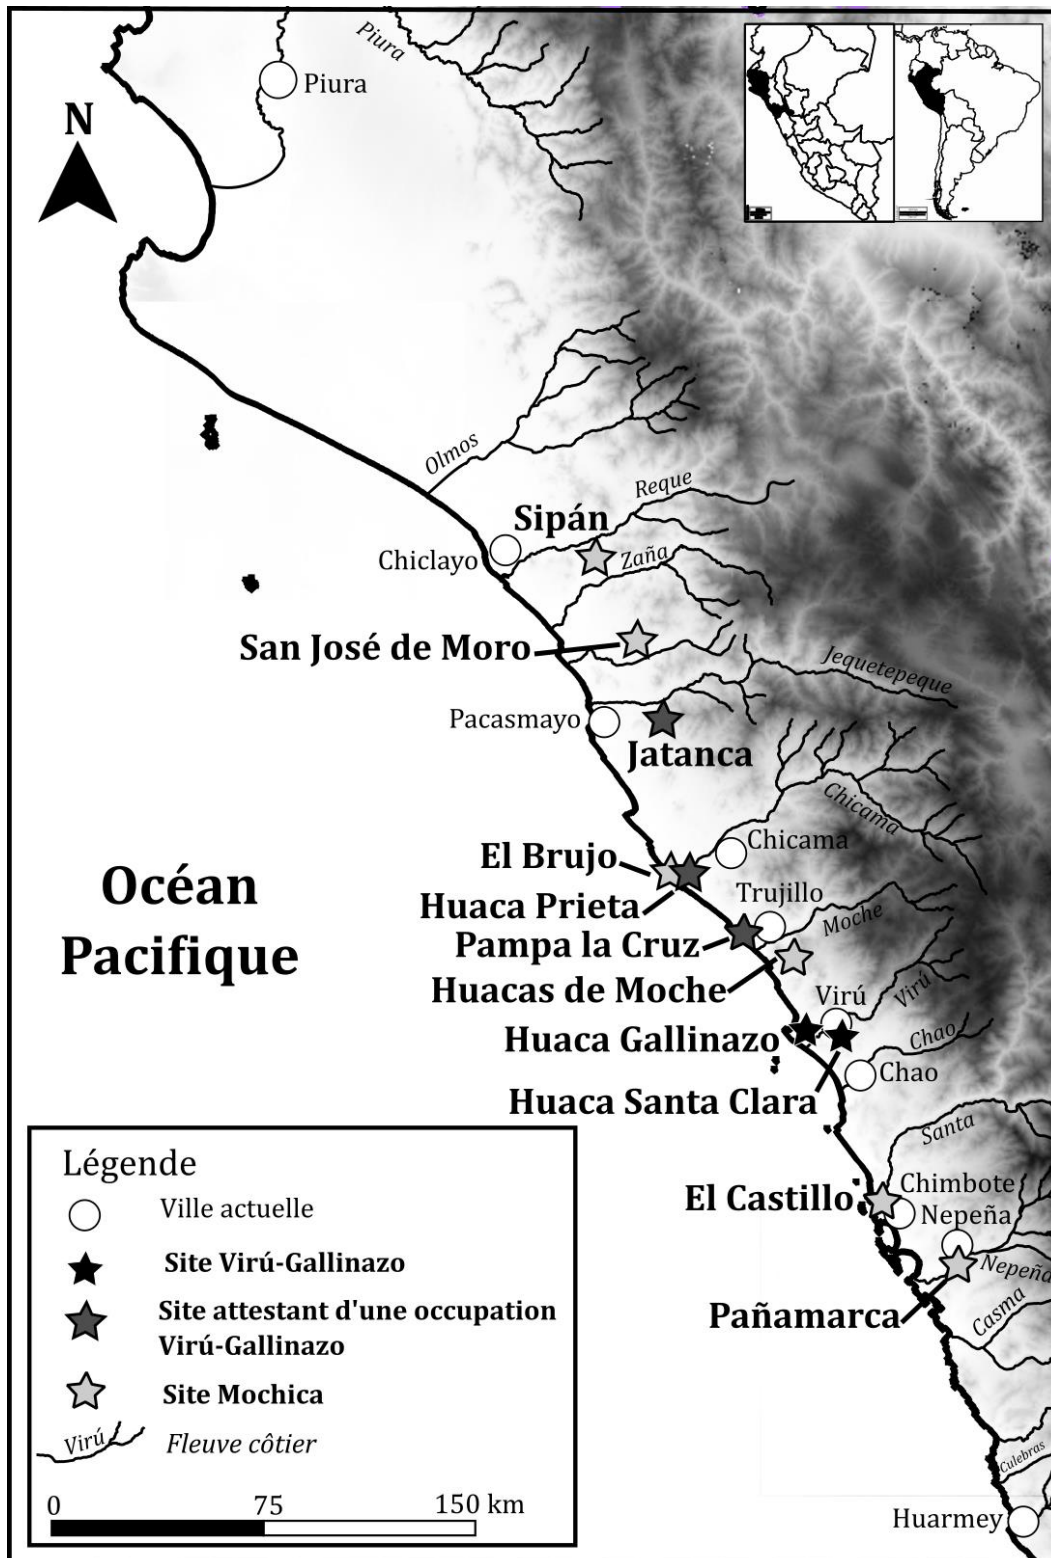 Piura
Piura
N
Olmos
Reque
Sipán
Chiclayo
Zaña
San José de Moro
Jequetepeque
Pacasmayo
Jatanca
Chicama
Chicama
El Brujo
Océan
Pacifique
Trujillo
Huaca Prieta
Moche
Pampa la Cruz
Huacas de Moche
Virú
Virú
Huaca Gallinazo
Chao
Chao
Huaca Santa Clara
Santa
Chimbote
El Castillo
Nepeña
Nepeña
Pañamarca
Casma
Culebras
Huarmey
Légende
Ville actuelle
Site Virú-Gallinazo
Site attestant d'une occupation
Virú-Gallinazo
Site Mochica
Virú
Fleuve côtier
0 75 150 km